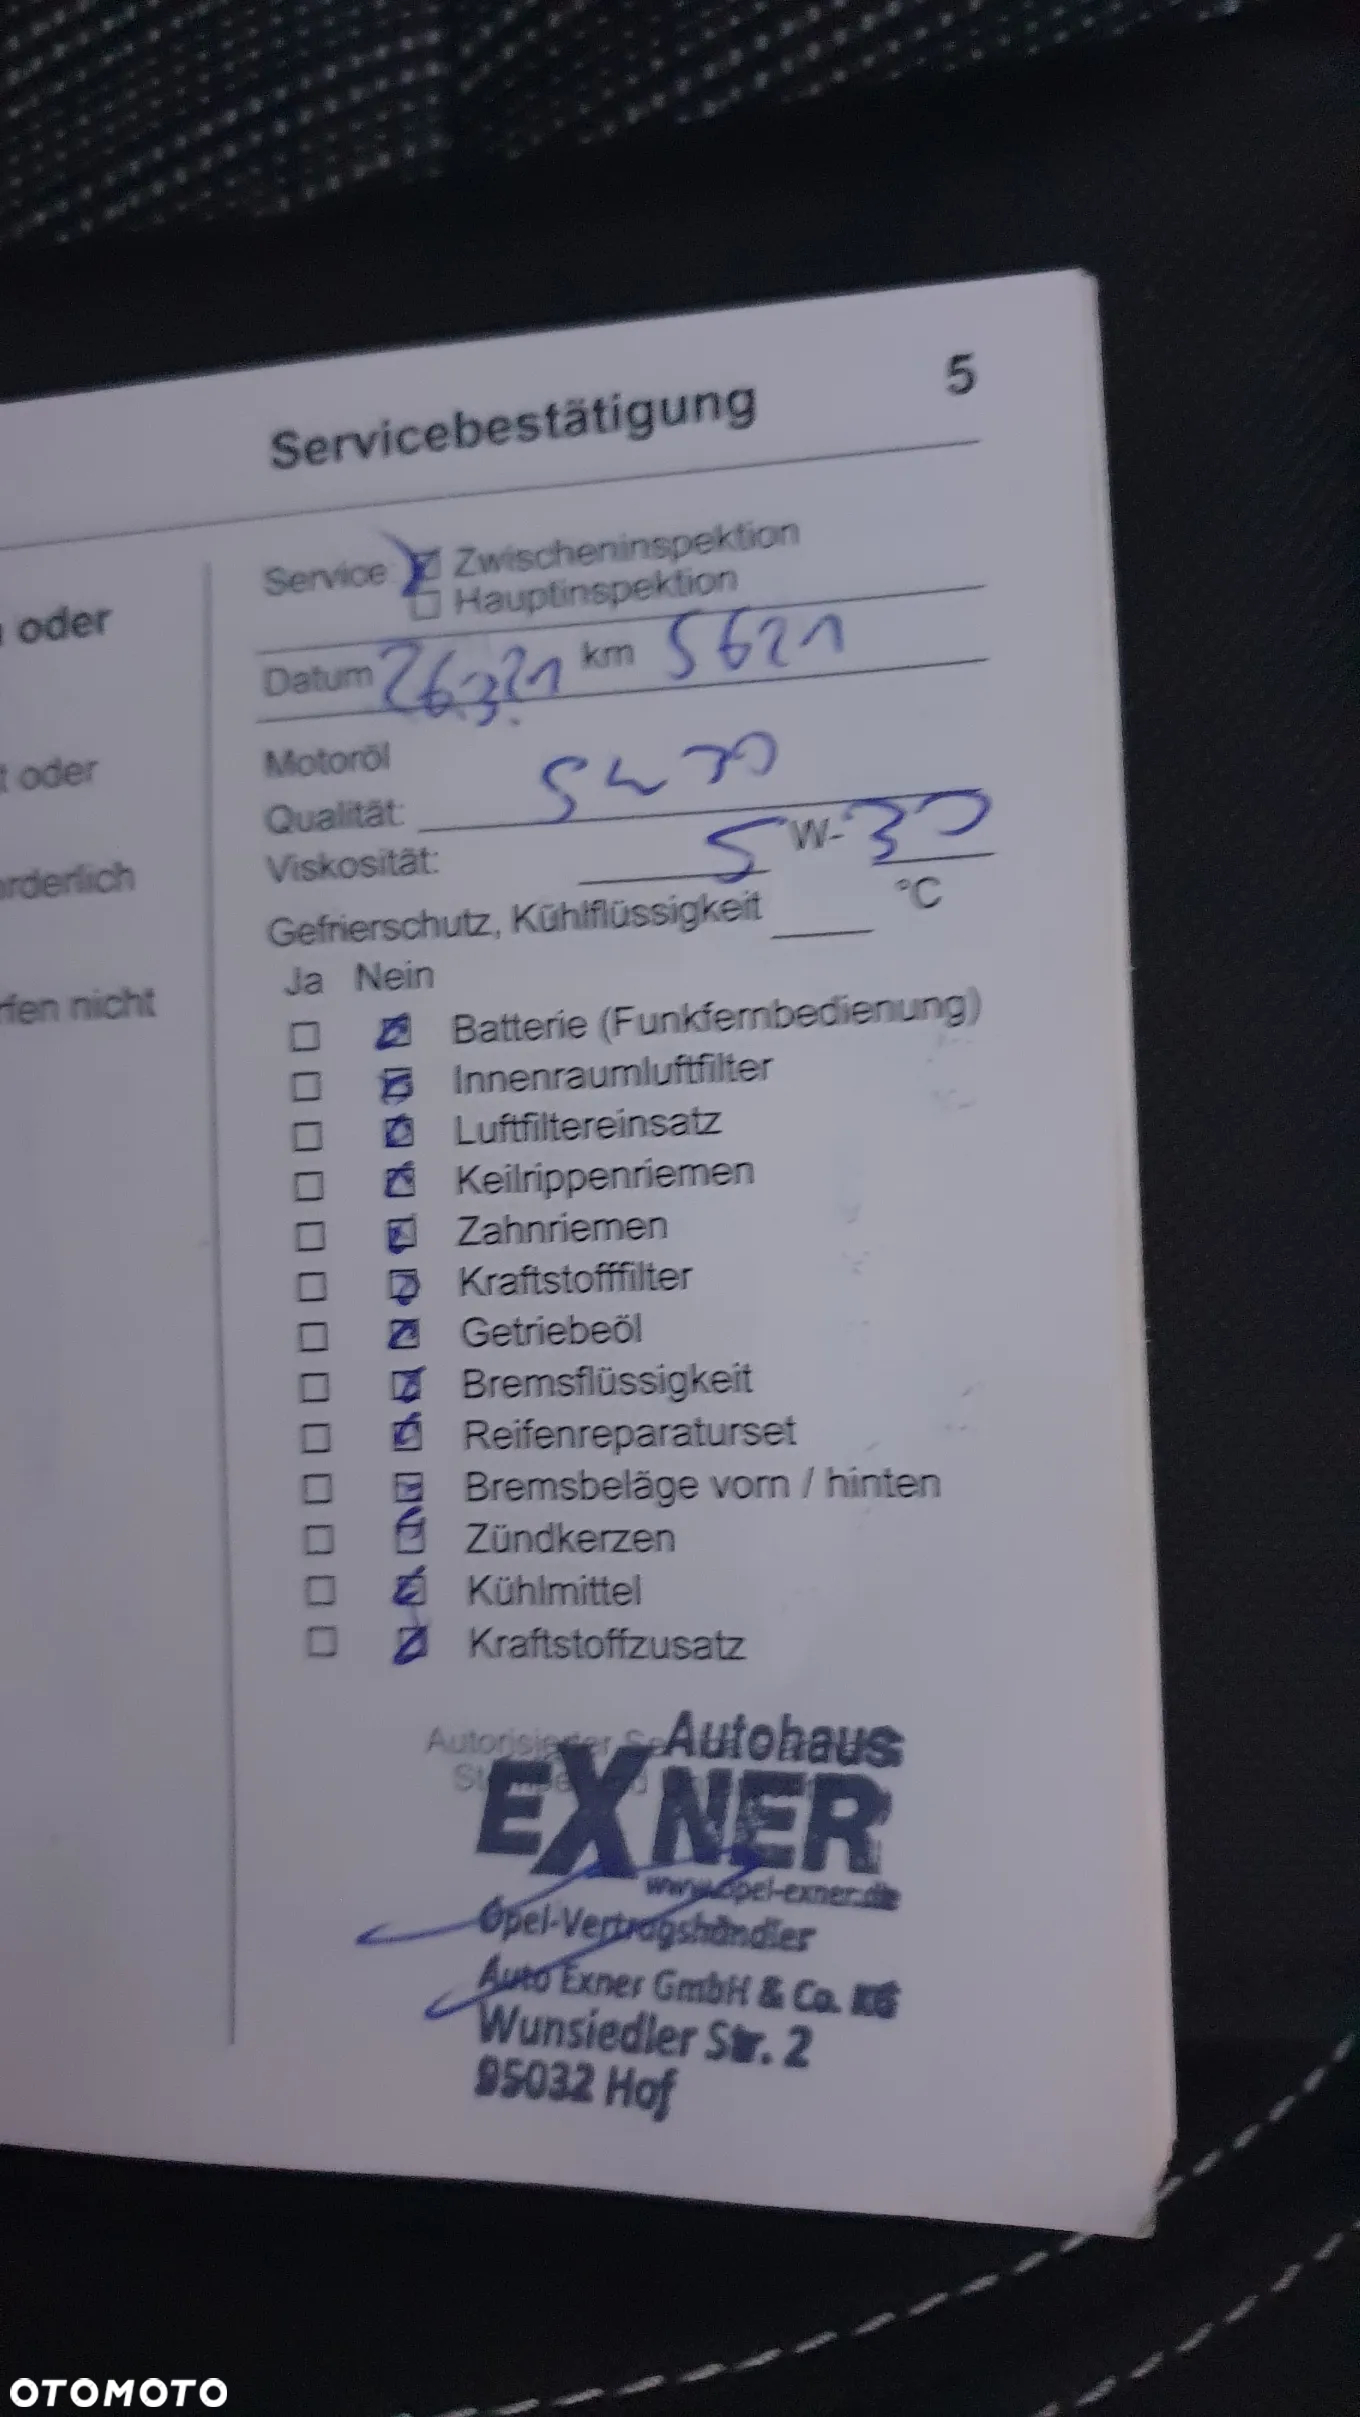 Servicebestätigung 5
oder
oder
nicht
Service Zwischeninspektion
Hauptinspektion
Datum 26.3.21 km 5621
Motoröl
Qualität: 5W30
Viskosität: 5 W-30
Gefrierschutz, Kühlflüssigkeit °C
Ja Nein
Batterie (Funkfernbedienung)
Innenraumluftfilter
Luftfiltereinsatz
Keilrippenriemen
Zahnriemen
Kraftstofffilter
Getriebeöl
Bremsflüssigkeit
Reifenreparaturset
Bremsbeläge vorn / hinten
Zündkerzen
Kühlmittel
Kraftstoffzusatz
Autorisierter
Autohaus
EXNER
www.opel-exner.de
Opel-Vertragshändler
Auto Exner GmbH & Co. KG
Wunsiedler Str. 2
95032 Hof
OTOMOTO